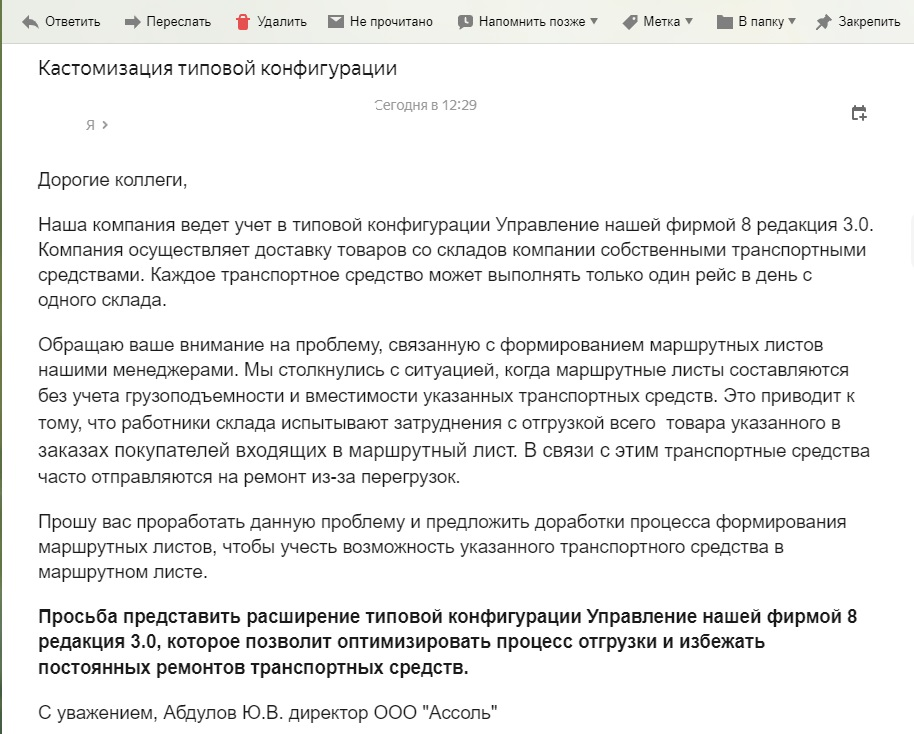 Ответить Переслать Удалить Не прочитано Напомнить позже Метка В папку Закрепить
Кастомизация типовой конфигурации
Сегодня в 12:29
Я
Дорогие коллеги,
Наша компания ведет учет в типовой конфигурации Управление нашей фирмой 8 редакция 3.0.
Компания осуществляет доставку товаров со складов компании собственными транспортными
средствами. Каждое транспортное средство может выполнять только один рейс в день с
одного склада.
Обращаю ваше внимание на проблему, связанную с формированием маршрутных листов
нашими менеджерами. Мы столкнулись с ситуацией, когда маршрутные листы составляются
без учета грузоподъемности и вместимости указанных транспортных средств. Это приводит к
тому, что работники склада испытывают затруднения с отгрузкой всего товара указанного в
заказах покупателей входящих в маршрутный лист. В связи с этим транспортные средства
часто отправляются на ремонт из-за перегрузок.
Прошу вас проработать данную проблему и предложить доработки процесса формирования
маршрутных листов, чтобы учесть возможность указанного транспортного средства в
маршрутном листе.
Просьба представить расширение типовой конфигурации Управление нашей фирмой 8
редакция 3.0, которое позволит оптимизировать процесс отгрузки и избежать
постоянных ремонтов транспортных средств.
С уважением, Абдулов Ю.В. директор ООО "Ассоль"